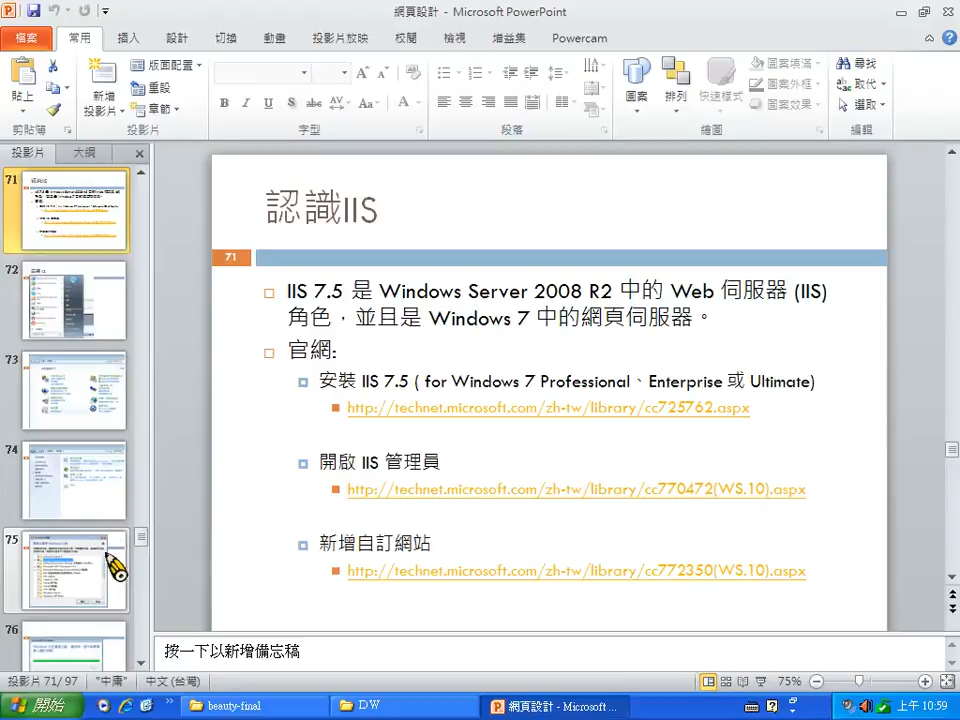 網頁設計 - Microsoft PowerPoint
檔案 常用 插入 設計 切換 動畫 投影片放映 校閱 檢視 增益集 Powercam
貼上 新增 投影片 版面配置 重設 章節
B I U S abc AV Aa A
圖案 排列 快速樣式 圖案填滿 圖案外框 圖案效果
尋找 取代 選取
剪貼簿 投影片 字型 段落 繪圖 編輯
投影片 大綱
71
72
73
74
75
76
認識IIS
71
IIS 7.5 是 Windows Server 2008 R2 中的 Web 伺服器 (IIS)
角色，並且是 Windows 7 中的網頁伺服器。
官網:
安裝 IIS 7.5 ( for Windows 7 Professional、Enterprise 或 Ultimate)
http://technet.microsoft.com/zh-tw/library/cc725762.aspx
開啟 IIS 管理員
http://technet.microsoft.com/zh-tw/library/cc770472(WS.10).aspx
新增自訂網站
http://technet.microsoft.com/zh-tw/library/cc772350(WS.10).aspx
按一下以新增備忘稿
投影片 71/97 "中庸" 中文 (台灣) 75%
開始 beauty-final DW 網頁設計 - Microsoft ... 上午 10:59